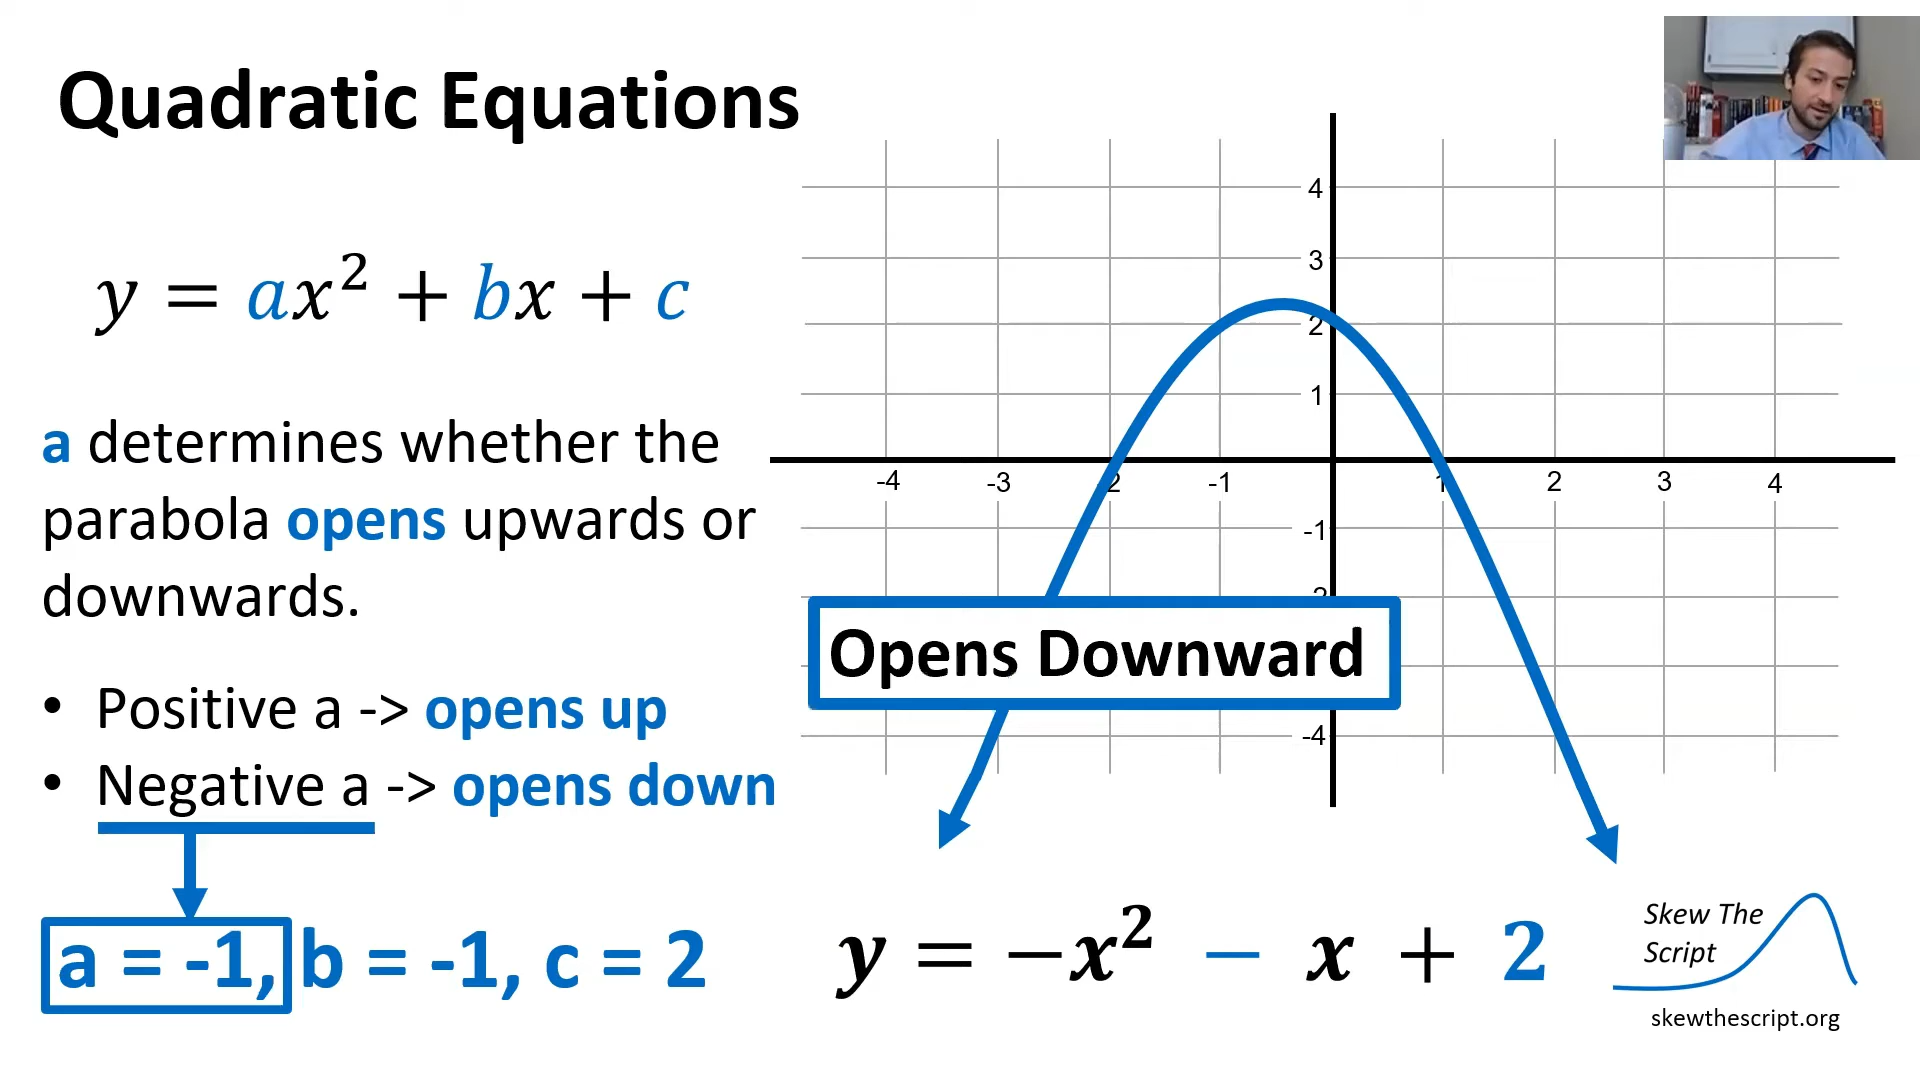 Quadratic Equations
y = ax² + bx + c
a determines whether the
parabola opens upwards or
downwards.
• Positive a -> opens up
• Negative a -> opens down
a = -1, b = -1, c = 2
4
3
2
1
-4 -3 -2 -1 1 2 3 4
-1
Opens Downward
-4
y = −x² − x + 2
Skew The
Script
skewthescript.org